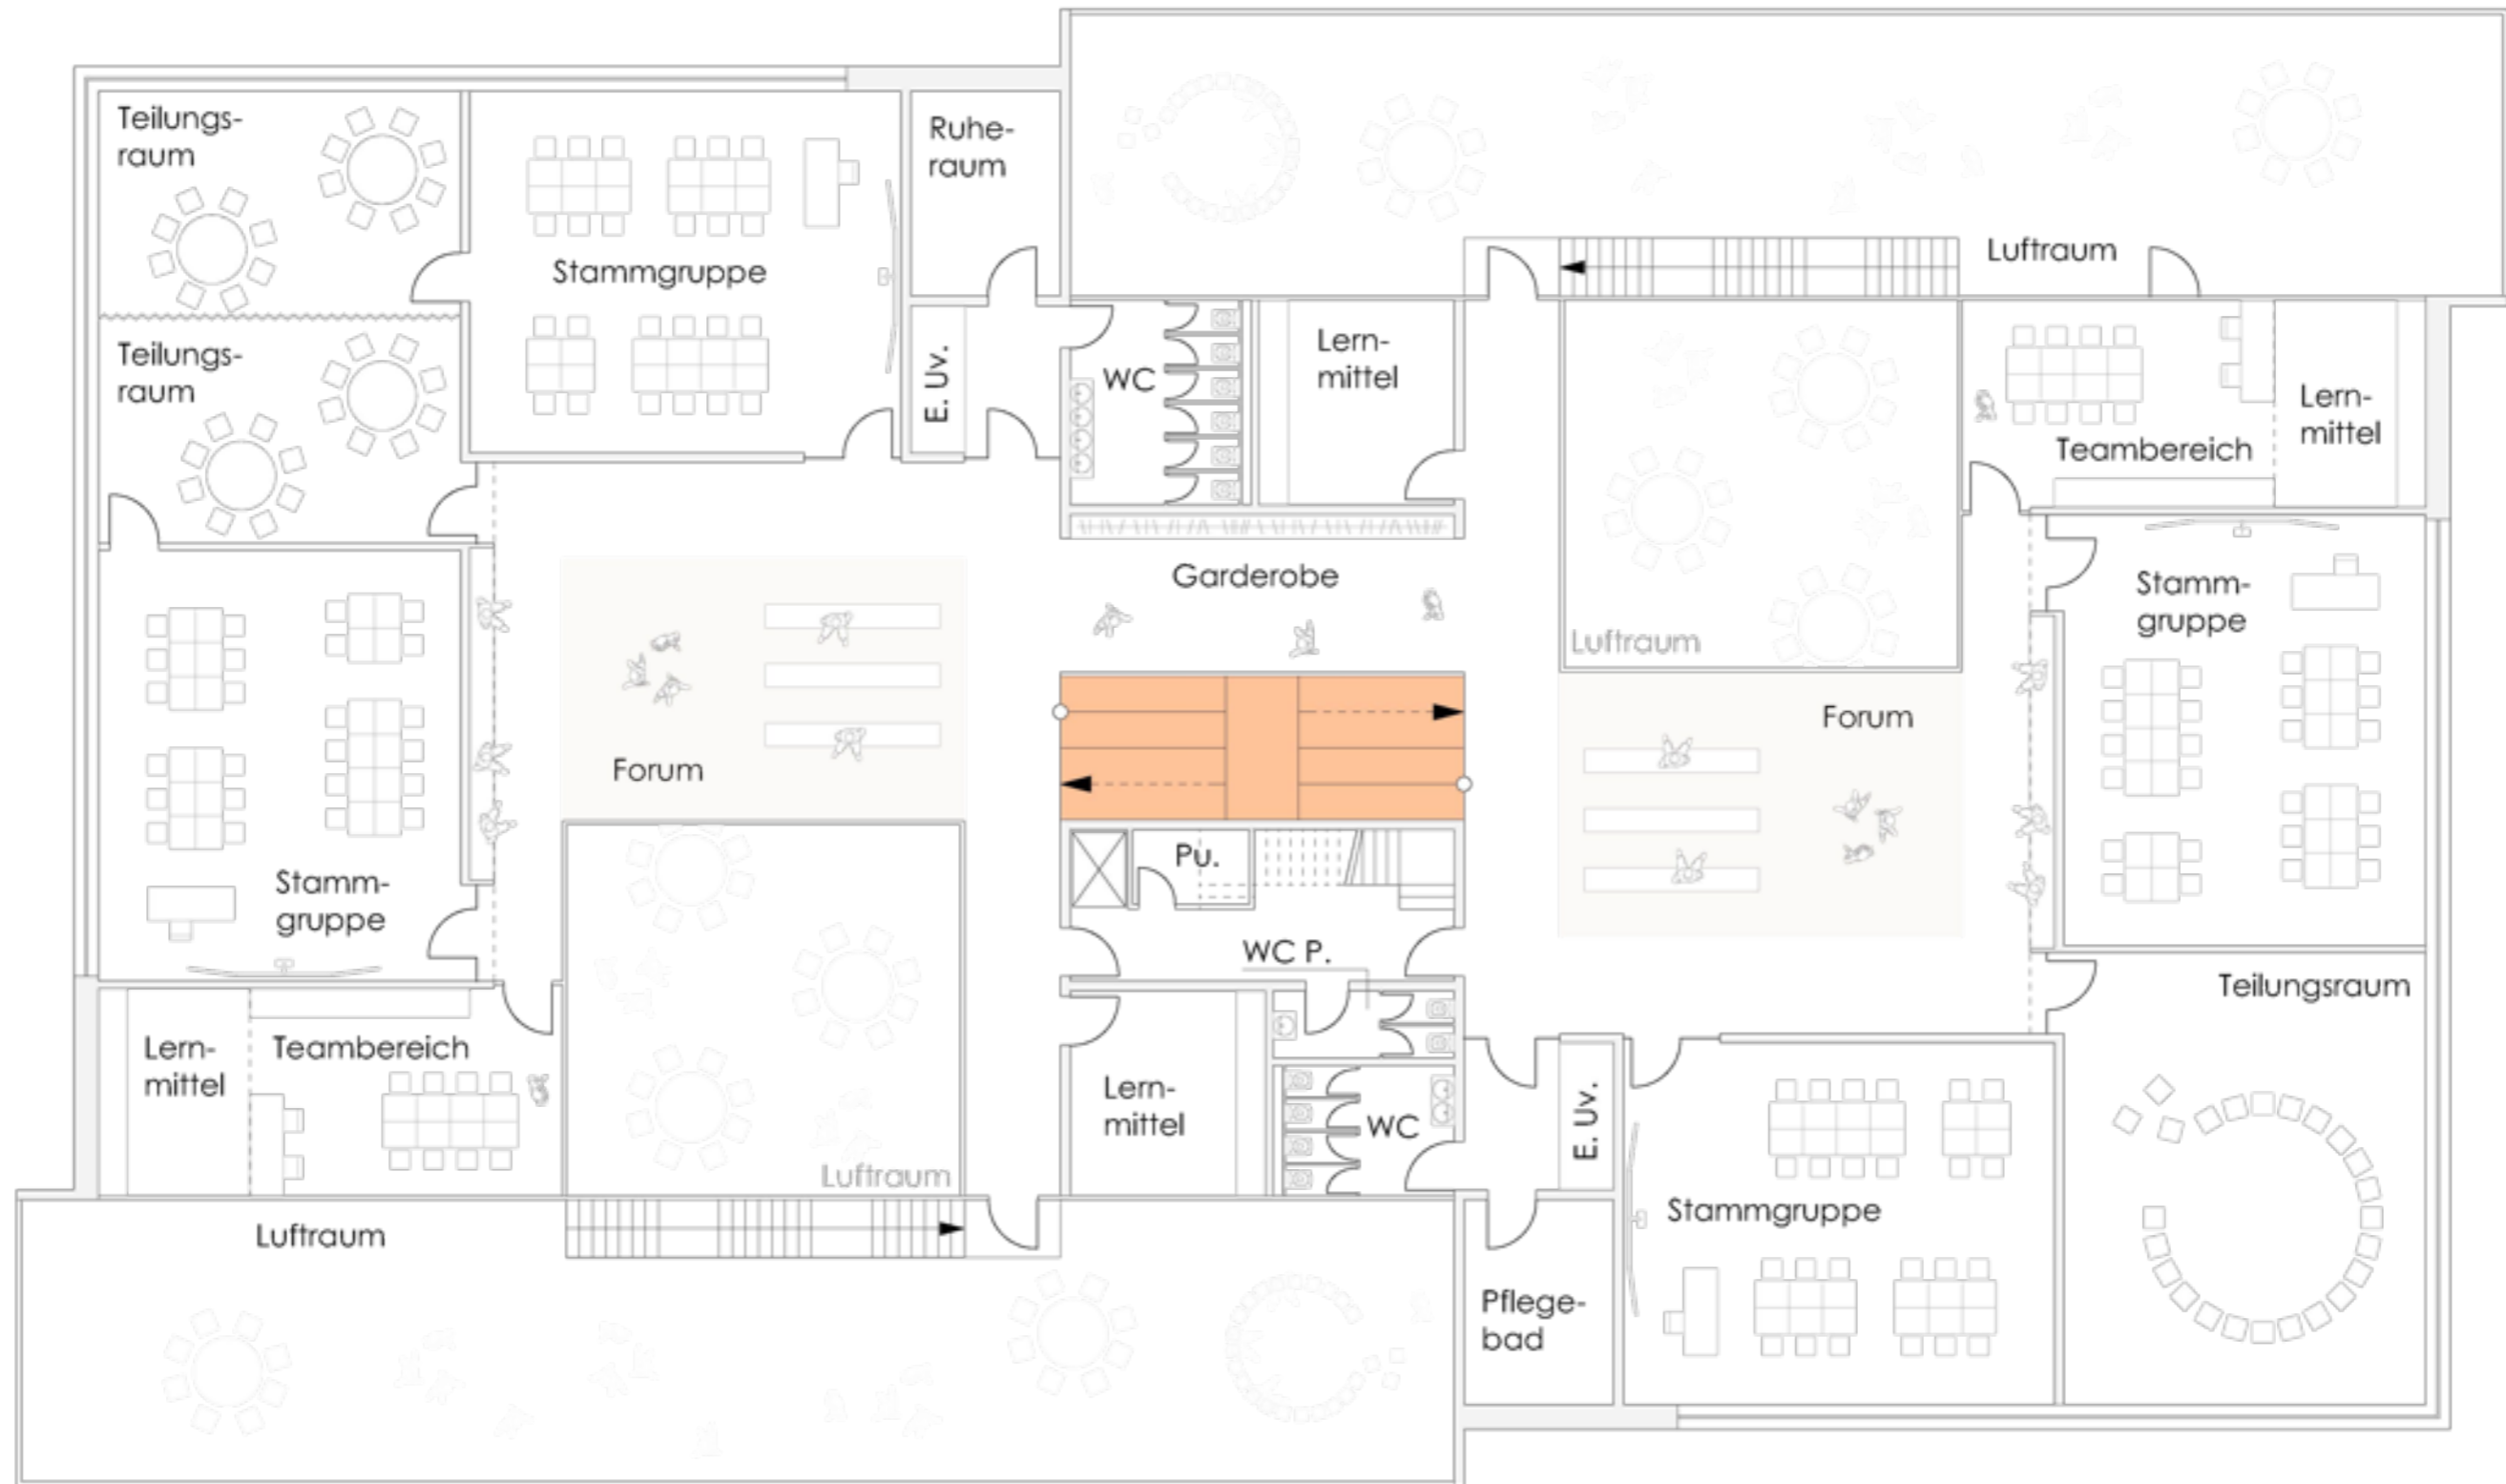 Teilungs-
raum
Ruhe-
raum
Stammgruppe
Luftraum
Teilungs-
raum
E. Uv.
WC
Lern-
mittel
Lern-
mittel
Teambereich
Garderobe
Stamm-
gruppe
Luftraum
Forum
Forum
Pu.
Stamm-
gruppe
WC P.
Teilungsraum
Lern-
mittel
Teambereich
Lern-
mittel
WC
E. Uv.
Luftraum
Stammgruppe
Luftraum
Pflege-
bad